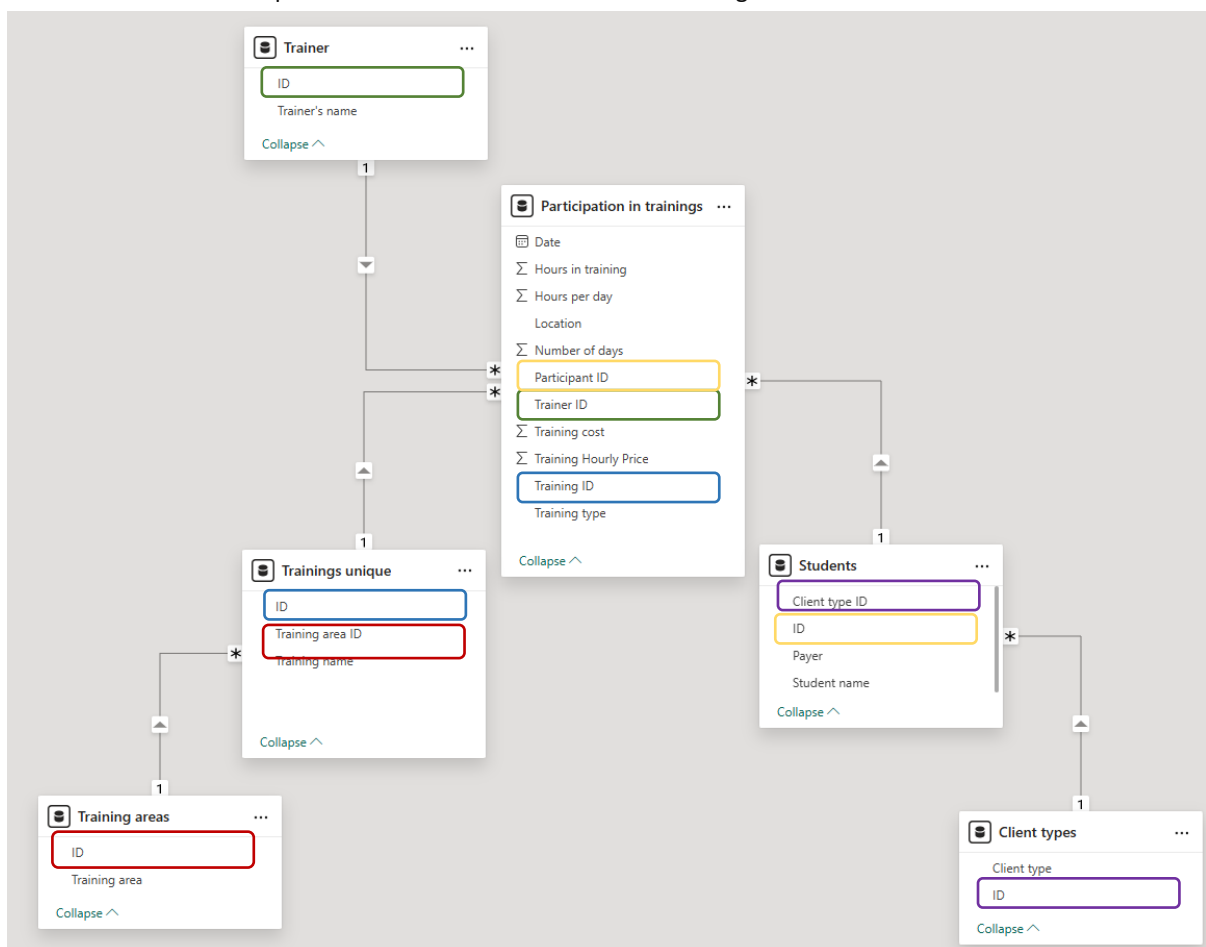 Trainer
ID
Trainer's name
Collapse
1
Participation in trainings
Date
Σ Hours in training
Σ Hours per day
Location
Σ Number of days
Participant ID
Trainer ID
Σ Training cost
Σ Training Hourly Price
Training ID
Training type
Collapse
*
*
*
1
Trainings unique
ID
Training area ID
Training name
Collapse
*
1
Students
Client type ID
ID
Payer
Student name
Collapse
*
1
Training areas
ID
Training area
Collapse
1
Client types
Client type
ID
Collapse